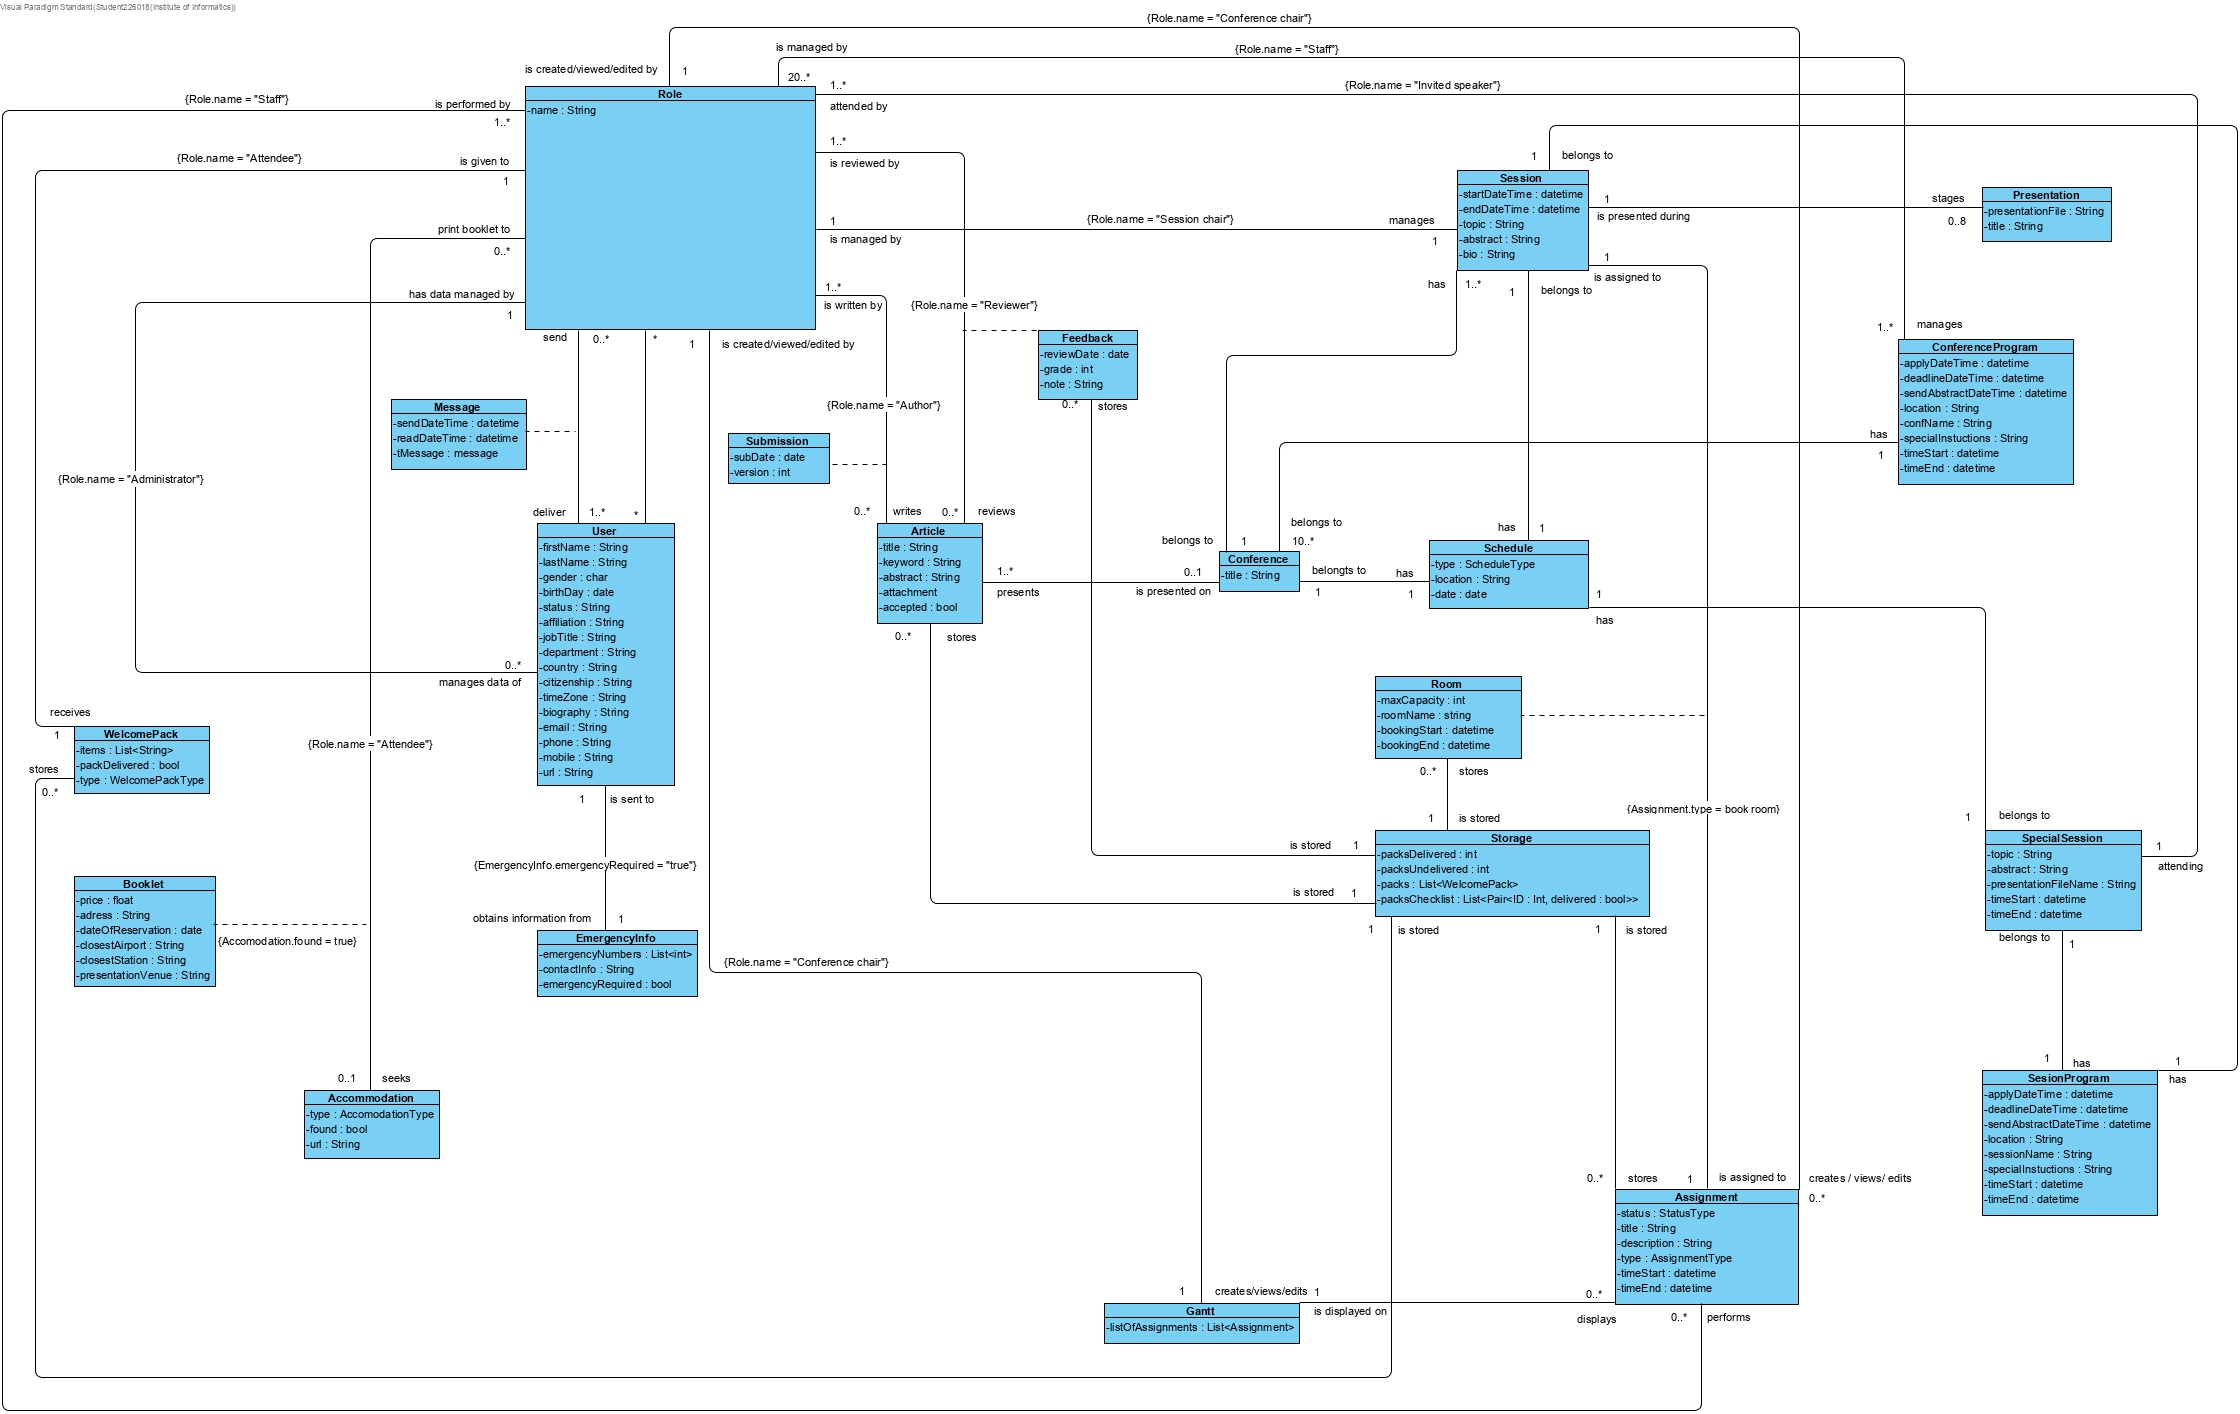 Visual Paradigm Standard(Student226018(Institute of Informatics))
{Role.name = "Conference chair"}
is managed by
{Role.name = "Staff"}
is created/viewed/edited by
1
20..*
1..*
{Role.name = "Invited speaker"}
attended by
{Role.name = "Staff"}
is performed by
1..*
Role
-name : String
1..*
is reviewed by
{Role.name = "Attendee"}
is given to
1
1
is managed by
{Role.name = "Session chair"}
manages
1
print booklet to
0..*
has data managed by
1
1..*
is written by
{Role.name = "Reviewer"}
send
0..*
*
1
is created/viewed/edited by
1
belongs to
Session
-startDateTime : datetime
-endDateTime : datetime
-topic : String
-abstract : String
-bio : String
1
is presented during
stages
0..8
Presentation
-presentationFile : String
-title : String
1
is assigned to
has
1..*
1
belongs to
1..*
manages
ConferenceProgram
-applyDateTime : datetime
-deadlineDateTime : datetime
-sendAbstractDateTime : datetime
-location : String
-confName : String
-specialInstuctions : String
-timeStart : datetime
-timeEnd : datetime
has
1
Feedback
-reviewDate : date
-grade : int
-note : String
0..*
stores
Message
-sendDateTime : datetime
-readDateTime : datetime
-tMessage : message
{Role.name = "Author"}
Submission
-subDate : date
-version : int
{Role.name = "Administrator"}
deliver
1..*
*
0..*
writes
0..*
reviews
User
-firstName : String
-lastName : String
-gender : char
-birthDay : date
-status : String
-affiliation : String
-jobTitle : String
-department : String
-country : String
-citizenship : String
-timeZone : String
-biography : String
-email : String
-phone : String
-mobile : String
-url : String
0..*
manages data of
Article
-title : String
-keyword : String
-abstract : String
-attachment
-accepted : bool
1..*
presents
0..1
is presented on
0..*
stores
belongs to
1
belongs to
10..*
Conference
-title : String
belongts to
1
has
1
has
1
Schedule
-type : ScheduleType
-location : String
-date : date
1
has
Room
-maxCapacity : int
-roomName : string
-bookingStart : datetime
-bookingEnd : datetime
0..*
stores
receives
1
WelcomePack
-items : List<String>
-packDelivered : bool
-type : WelcomePackType
stores
0..*
{Role.name = "Attendee"}
1
is sent to
{Assignment.type = book room}
1
is stored
Storage
-packsDelivered : int
-packsUndelivered : int
-packs : List<WelcomePack>
-packsChecklist : List<Pair<ID : Int, delivered : bool>>
is stored
1
is stored
1
1
is stored
1
is stored
1
belongs to
SpecialSession
-topic : String
-abstract : String
-presentationFileName : String
-timeStart : datetime
-timeEnd : datetime
1
attending
belongs to
1
{EmergencyInfo.emergencyRequired = "true"}
obtains information from
1
EmergencyInfo
-emergencyNumbers : List<int>
-contactInfo : String
-emergencyRequired : bool
Booklet
-price : float
-adress : String
-dateOfReservation : date
-closestAirport : String
-closestStation : String
-presentationVenue : String
{Accomodation.found = true}
{Role.name = "Conference chair"}
0..1
seeks
Accommodation
-type : AccomodationType
-found : bool
-url : String
1
has
1
has
SesionProgram
-applyDateTime : datetime
-deadlineDateTime : datetime
-sendAbstractDateTime : datetime
-location : String
-sessionName : String
-specialInstuctions : String
-timeStart : datetime
-timeEnd : datetime
0..*
stores
1
is assigned to
creates / views/ edits
0..*
Assignment
-status : StatusType
-title : String
-description : String
-type : AssignmentType
-timeStart : datetime
-timeEnd : datetime
1
creates/views/edits
1
is displayed on
0..*
displays
0..*
performs
Gantt
-listOfAssignments : List<Assignment>